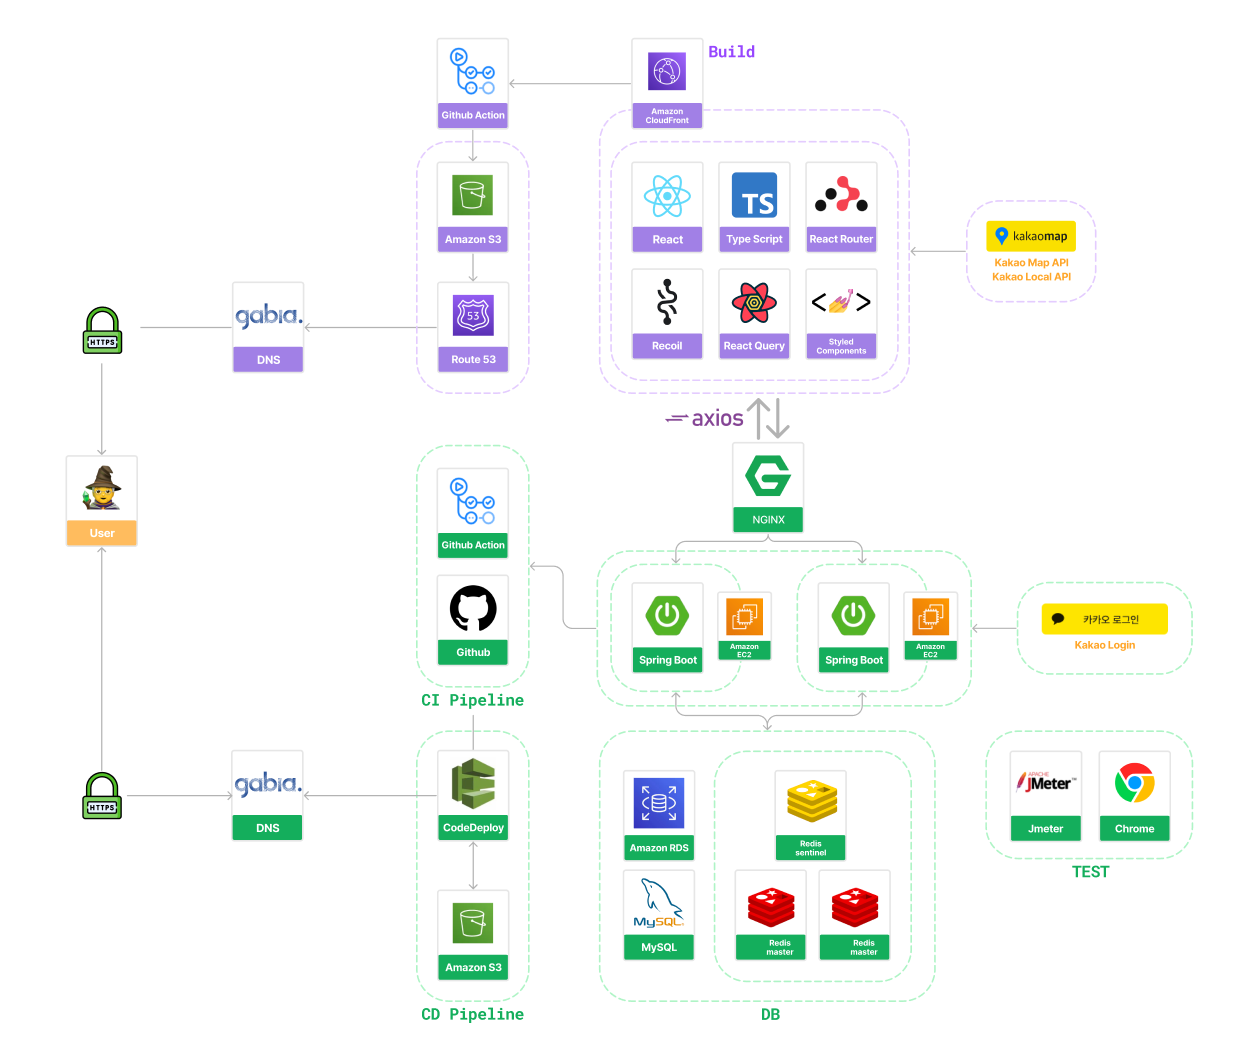 Build
Github Action
Amazon
CloudFront
Amazon S3
React
TS
Type Script
React Router
kakaomap
Kakao Map API
Kakao Local API
gabia.
DNS
53
Route 53
Recoil
React Query
< >
Styled
Components
HTTPS
axios
User
Github Action
NGINX
Github
Spring Boot
Amazon
EC2
Spring Boot
Amazon
EC2
카카오 로그인
Kakao Login
CI Pipeline
HTTPS
gabia.
DNS
CodeDeploy
Amazon RDS
Redis
sentinel
APACHE
JMeter™
Jmeter
Chrome
TEST
Amazon S3
MySQL
MySQL
Redis
master
Redis
master
CD Pipeline
DB